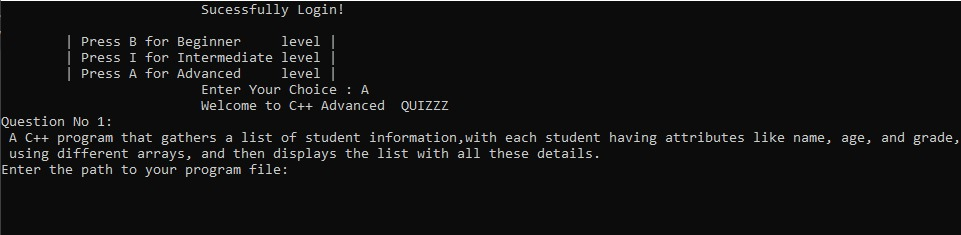 Sucessfully Login!
| Press B for Beginner     level |
| Press I for Intermediate level |
| Press A for Advanced     level |
Enter Your Choice : A
Welcome to C++ Advanced  QUIZZZ
Question No 1:
A C++ program that gathers a list of student information,with each student having attributes like name, age, and grade,
using different arrays, and then displays the list with all these details.
Enter the path to your program file: